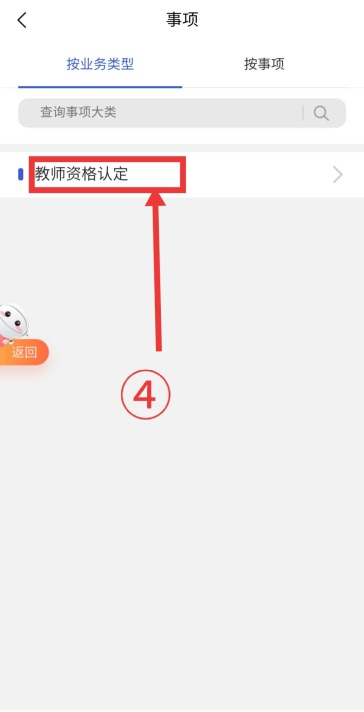 事项
按业务类型 按事项
查询事项大类
教师资格认定
返回
④